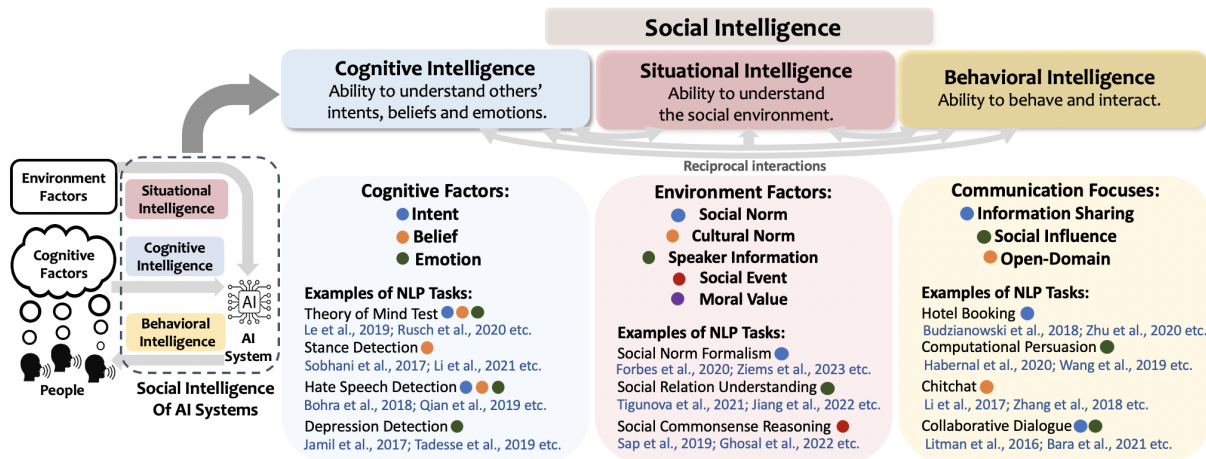 Social Intelligence
Cognitive Intelligence
Ability to understand others'
intents, beliefs and emotions.
Situational Intelligence
Ability to understand
the social environment.
Behavioral Intelligence
Ability to behave and interact.
Reciprocal interactions
Environment
Factors
Cognitive
Factors
People
Situational
Intelligence
Cognitive
Intelligence
Behavioral
Intelligence
AI
AI
System
Social Intelligence
Of AI Systems
Cognitive Factors:
Intent
Belief
Emotion
Examples of NLP Tasks:
Theory of Mind Test
Le et al., 2019; Rusch et al., 2020 etc.
Stance Detection
Sobhani et al., 2017; Li et al., 2021 etc.
Hate Speech Detection
Bohra et al., 2018; Qian et al., 2019 etc.
Depression Detection
Jamil et al., 2017; Tadesse et al., 2019 etc.
Environment Factors:
Social Norm
Cultural Norm
Speaker Information
Social Event
Moral Value
Examples of NLP Tasks:
Social Norm Formalism
Forbes et al., 2020; Ziems et al., 2023 etc.
Social Relation Understanding
Tigunova et al., 2021; Jiang et al., 2022 etc.
Social Commonsense Reasoning
Sap et al., 2019; Ghosal et al., 2022 etc.
Communication Focuses:
Information Sharing
Social Influence
Open-Domain
Examples of NLP Tasks:
Hotel Booking
Budzianowski et al., 2018; Zhu et al., 2020 etc.
Computational Persuasion
Habernal et al., 2020; Wang et al., 2019 etc.
Chitchat
Li et al., 2017; Zhang et al., 2018 etc.
Collaborative Dialogue
Litman et al., 2016; Bara et al., 2021 etc.